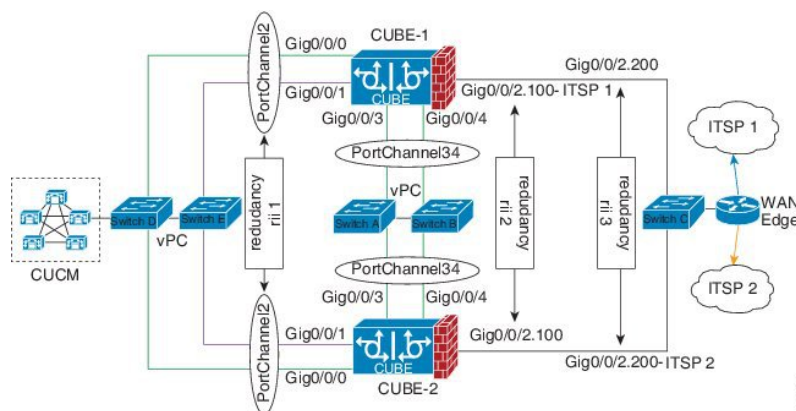 CUBE-1
Gig0/0/0
Gig0/0/1
PortChannel2
CUBE
Gig0/0/2.200
Gig0/0/2.100-ITSP 1
Gig0/0/3
Gig0/0/4
PortChannel34
ITSP 1
redudancy
rii 1
redudancy
rii 2
redudancy
rii 3
vPC
Switch D
Switch E
Switch A
Switch B
Switch C
WAN
Edge
vPC
CUCM
PortChannel34
ITSP 2
Gig0/0/3
Gig0/0/4
PortChannel2
Gig0/0/1
Gig0/0/0
CUBE
Gig0/0/2.100
Gig0/0/2.200-ITSP 2
CUBE-2